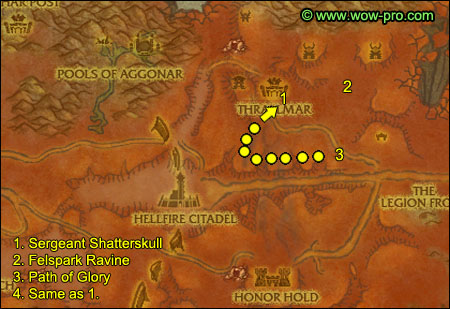 © www.wow-pro.com
POOLS OF AGGONAR
1
2
THRALLMAR
3
THE
LEGION FRO
HELLFIRE CITADEL
HONOR HOLD
1. Sergeant Shatterskull
2. Felspark Ravine
3. Path of Glory
4. Same as 1.